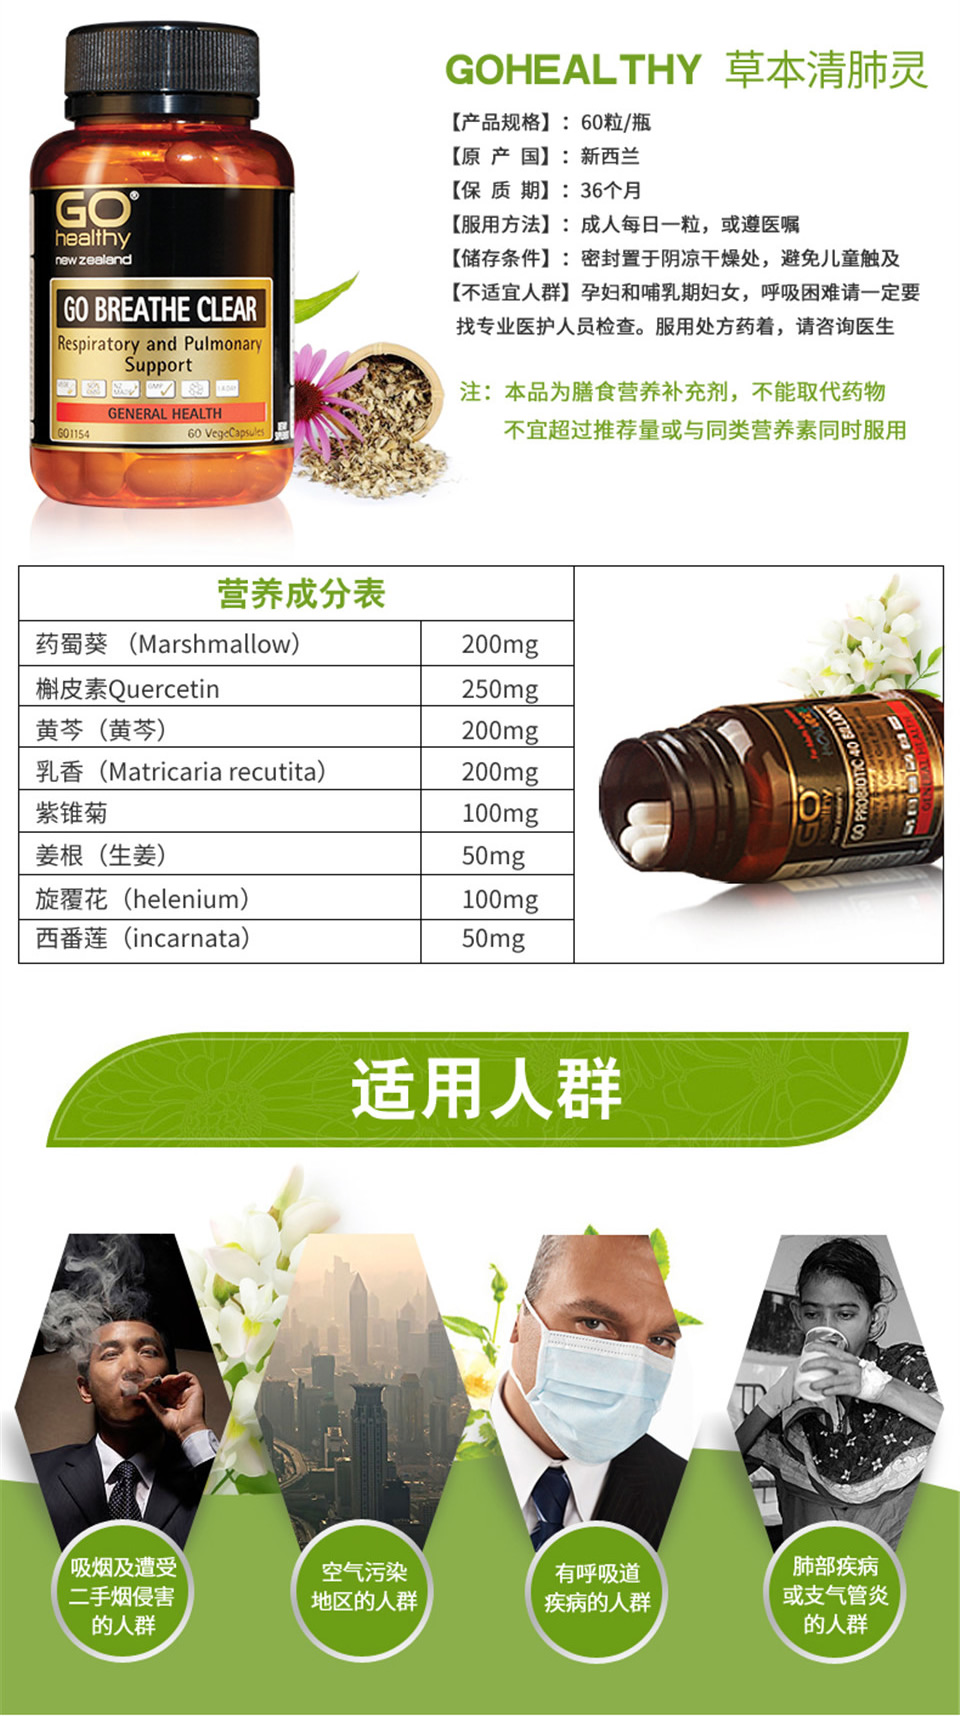 GOHEALTHY 草本清肺灵
【产品规格】：60粒/瓶
【原 产 国】：新西兰
【保 质 期】：36个月
【服用方法】：成人每日一粒，或遵医嘱
【储存条件】：密封置于阴凉干燥处，避免儿童触及
【不适宜人群】孕妇和哺乳期妇女，呼吸困难请一定要
找专业医护人员检查。服用处方药着，请咨询医生
注：本品为膳食营养补充剂，不能取代药物
不宜超过推荐量或与同类营养素同时服用
GO®
healthy
new zealand
GO BREATHE CLEAR
Respiratory and Pulmonary
Support
GMP
GENERAL HEALTH
GO1154 60 VegeCapsules
营养成分表
药蜀葵 （Marshmallow） 200mg
槲皮素Quercetin 250mg
黄芩（黄芩） 200mg
乳香（Matricaria recutita） 200mg
紫锥菊 100mg
姜根（生姜） 50mg
旋覆花（helenium） 100mg
西番莲（incarnata） 50mg
GO
healthy
GO PROBIOTIC 40 BILLION
GENERAL HEALTH
适用人群
吸烟及遭受
二手烟侵害
的人群
空气污染
地区的人群
有呼吸道
疾病的人群
肺部疾病
或支气管炎
的人群